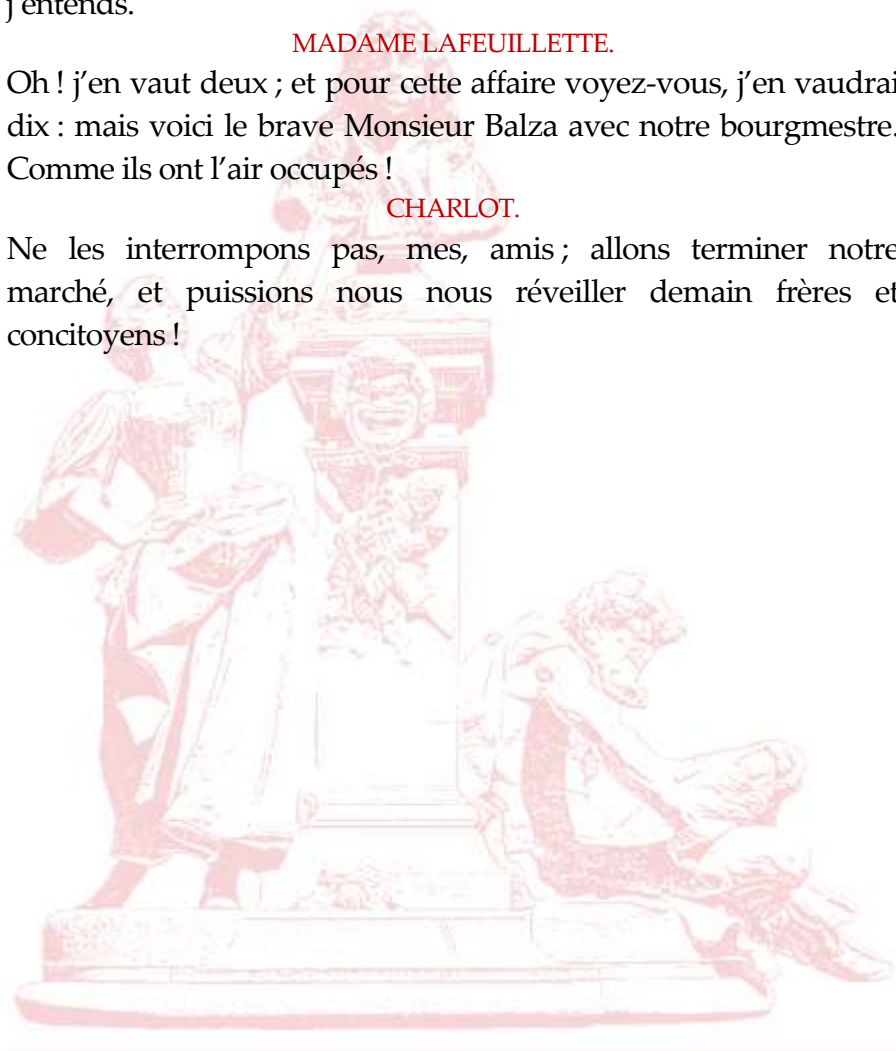 j'entends.
MADAME LAFEUILLETTE.
Oh ! j’en vaut deux ; et pour cette affaire voyez-vous, j’en vaudrai
dix : mais voici le brave Monsieur Balza avec notre bourgmestre.
Comme ils ont l’air occupés !
CHARLOT.
Ne les interrompons pas, mes, amis ; allons terminer notre
marché, et puissions nous nous réveiller demain frères et
concitoyens !